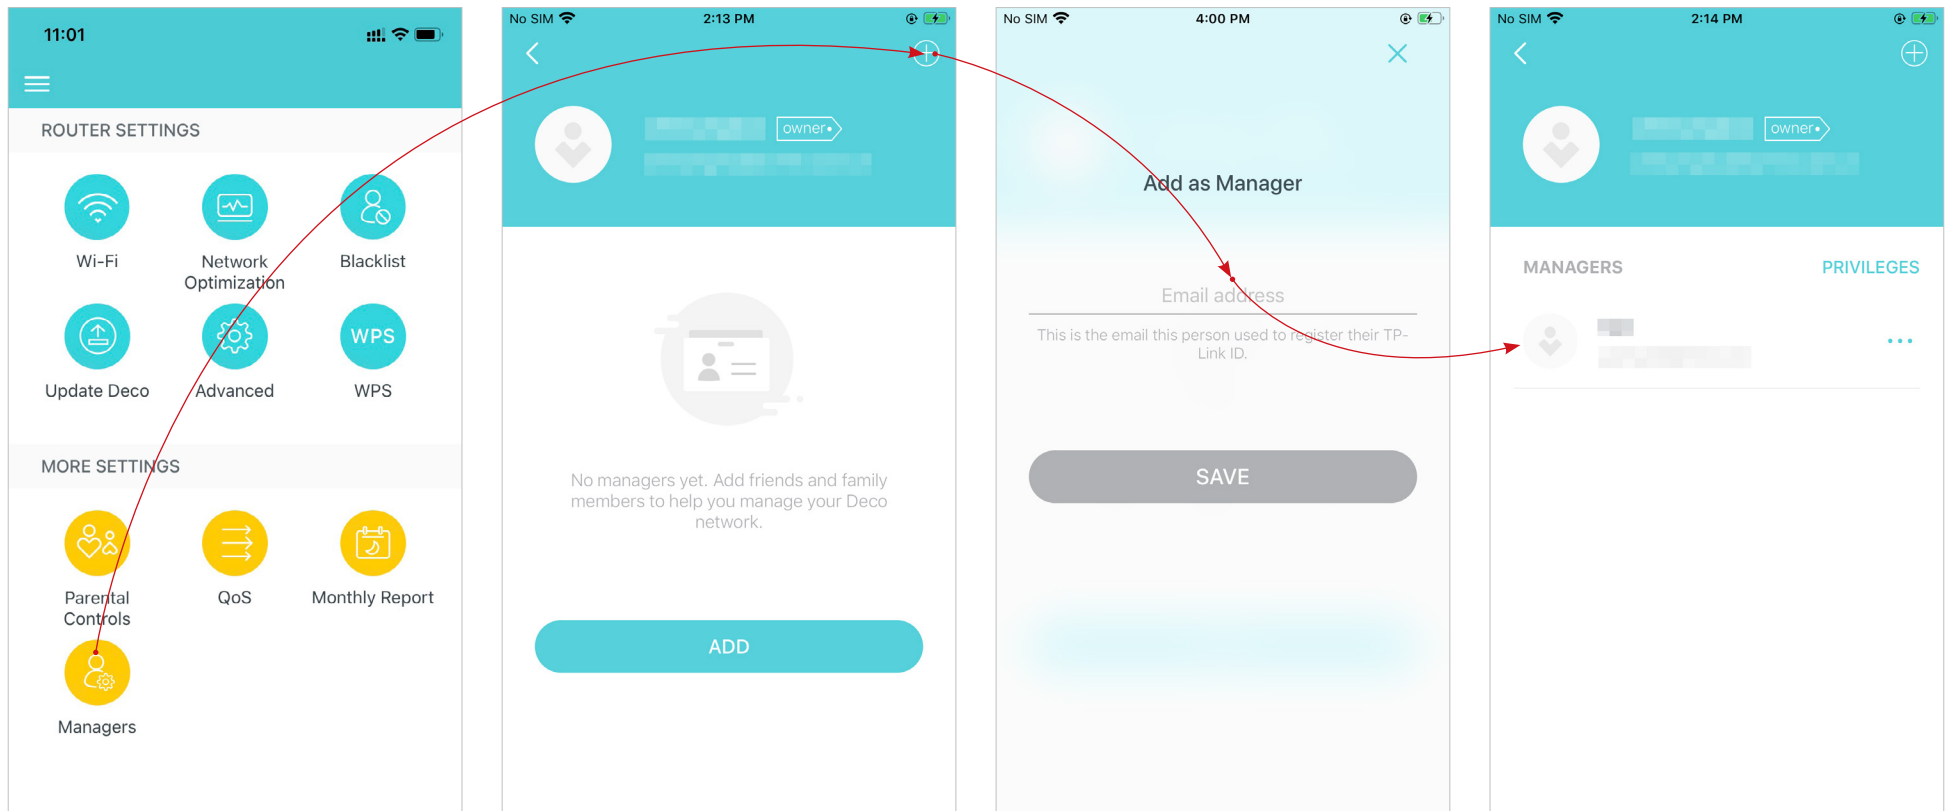 11:01
ROUTER SETTINGS
Wi-Fi
Network
Optimization
Blacklist
WPS
Update Deco
Advanced
WPS
MORE SETTINGS
Parental
Controls
QoS
Monthly Report
Managers
No SIM
2:13 PM
owner
No managers yet. Add friends and family
members to help you manage your Deco
network.
ADD
No SIM
4:00 PM
Add as Manager
Email address
This is the email this person used to register their TP-
Link ID.
SAVE
No SIM
2:14 PM
owner
MANAGERS
PRIVILEGES